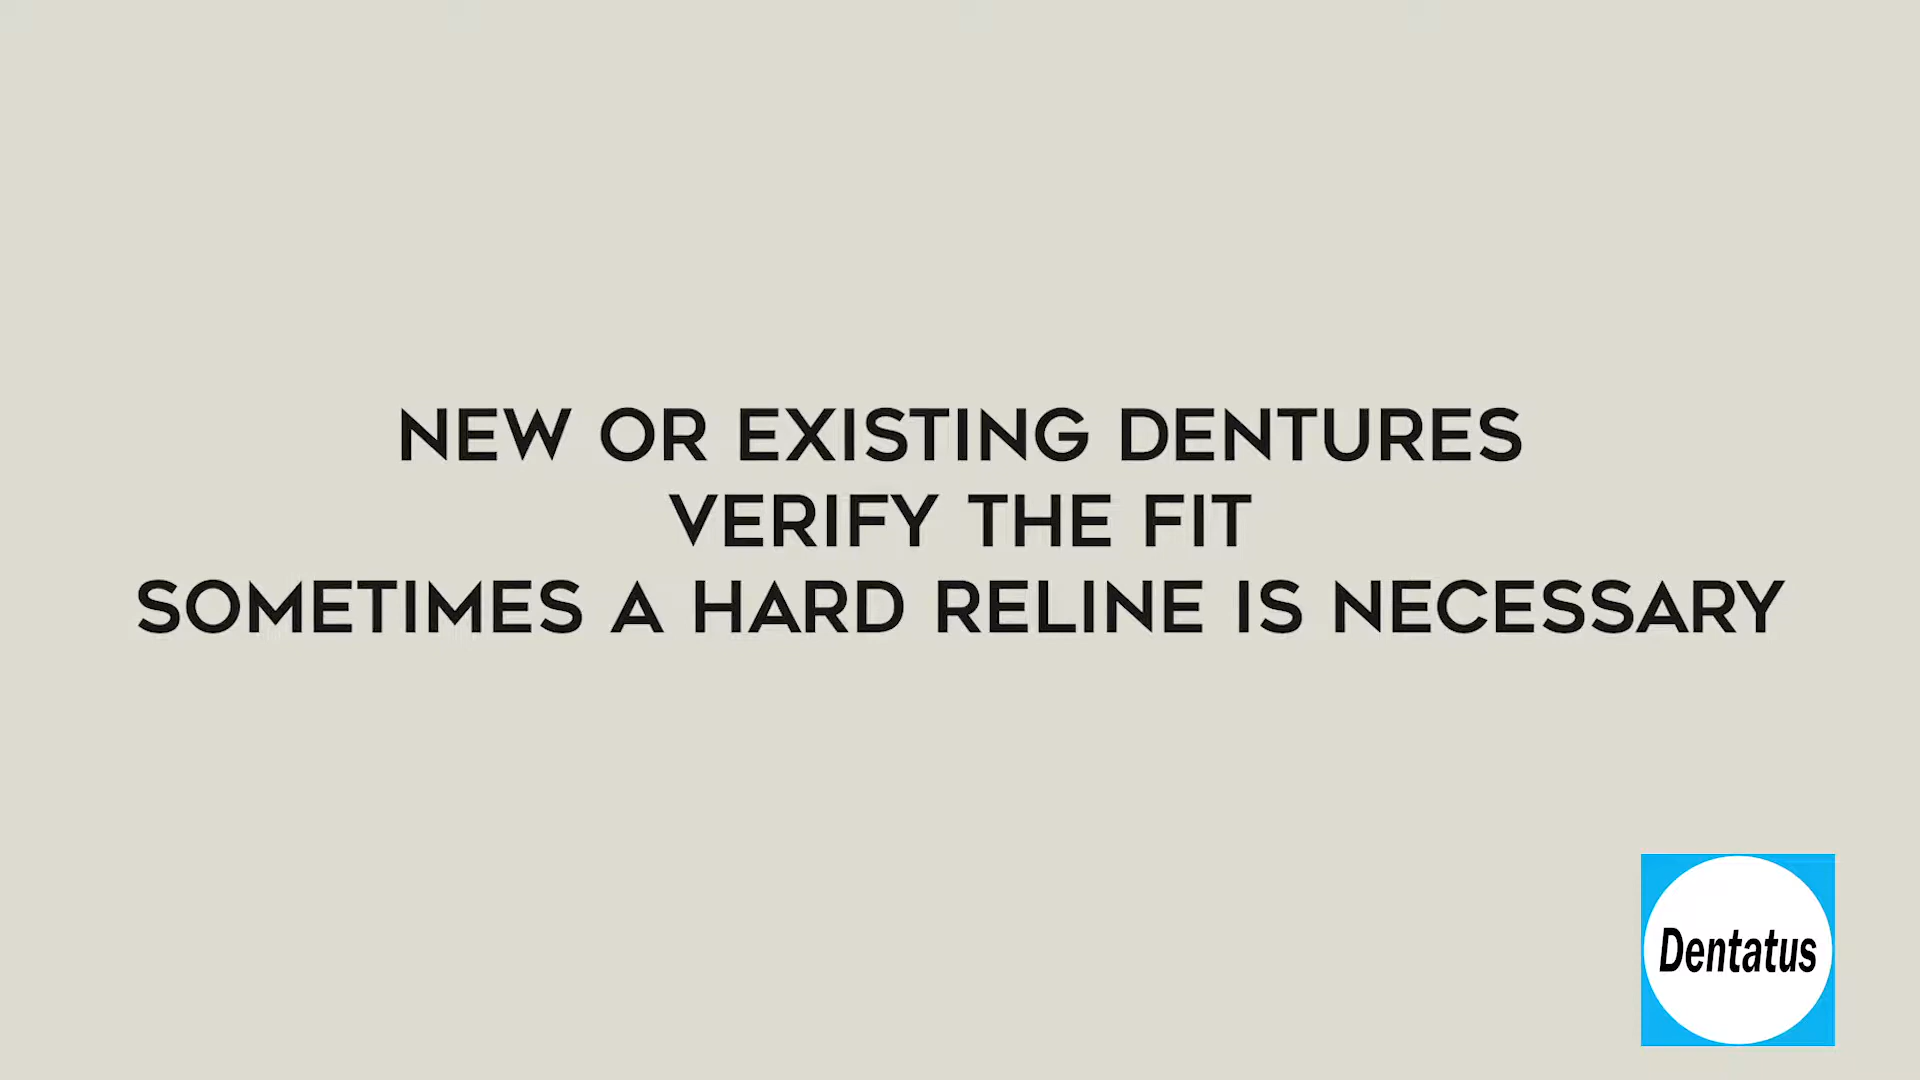 NEW OR EXISTING DENTURES
VERIFY THE FIT
SOMETIMES A HARD RELINE IS NECESSARY
Dentatus